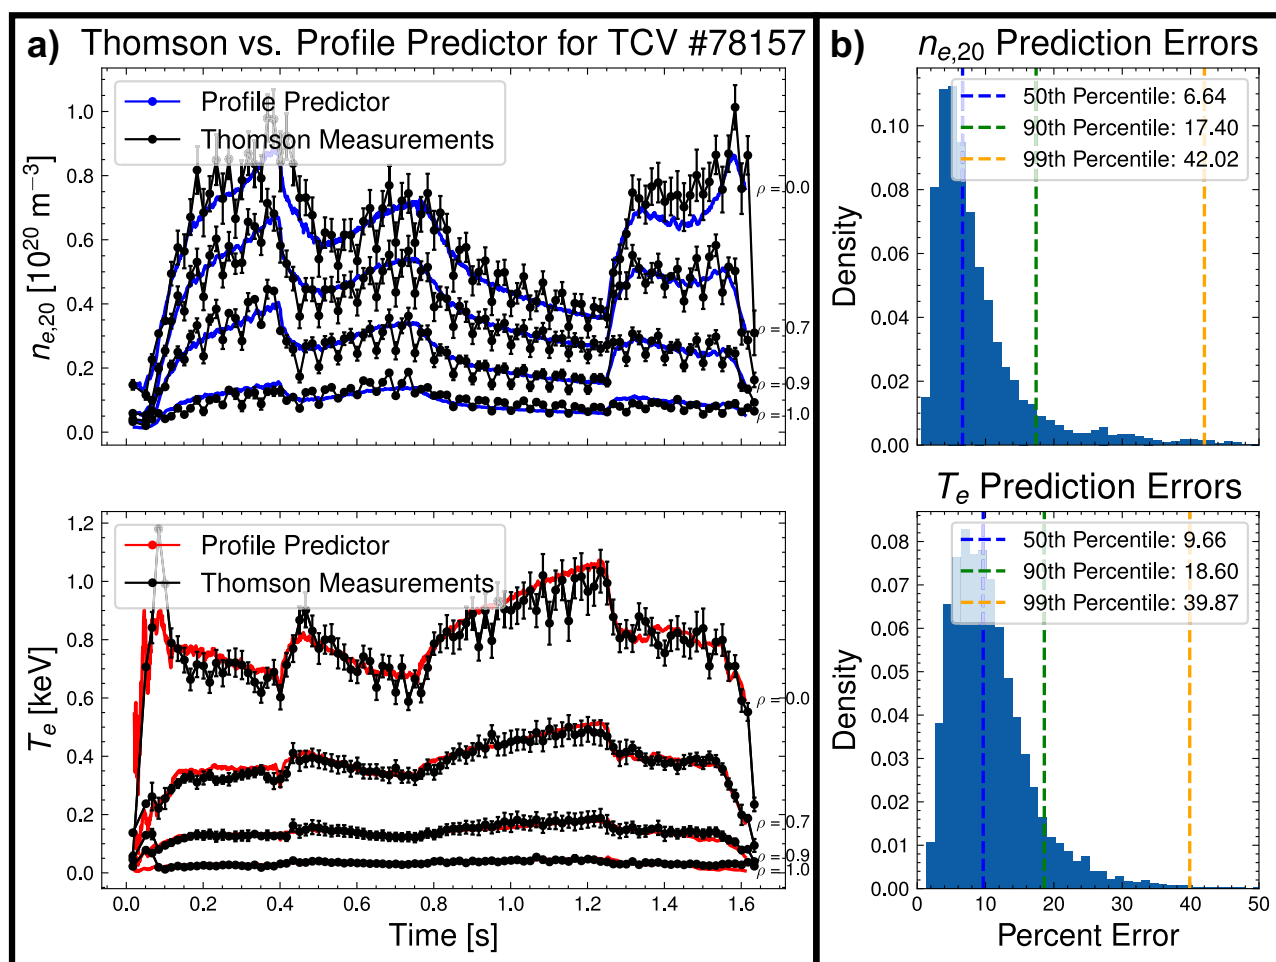 a) Thomson vs. Profile Predictor for TCV #78157
Profile Predictor
Thomson Measurements
n_{e,20} [10^{20} m^{-3}]
1.0
0.8
0.6
0.4
0.2
0.0
ρ = 0.0
ρ = 0.7
ρ = 0.9
ρ = 1.0
Profile Predictor
Thomson Measurements
T_e [keV]
1.2
1.0
0.8
0.6
0.4
0.2
0.0
ρ = 0.0
ρ = 0.7
ρ = 0.9
ρ = 1.0
0.0 0.2 0.4 0.6 0.8 1.0 1.2 1.4 1.6
Time [s]
b) n_{e,20} Prediction Errors
50th Percentile: 6.64
90th Percentile: 17.40
99th Percentile: 42.02
Density
0.10
0.08
0.06
0.04
0.02
0.00
T_e Prediction Errors
50th Percentile: 9.66
90th Percentile: 18.60
99th Percentile: 39.87
Density
0.08
0.07
0.06
0.05
0.04
0.03
0.02
0.01
0.00
0 10 20 30 40 50
Percent Error